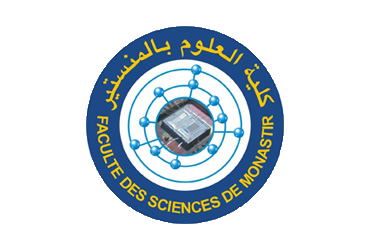 كلية العلوم بالمنستير
FACULTE DES SCIENCES DE MONASTIR